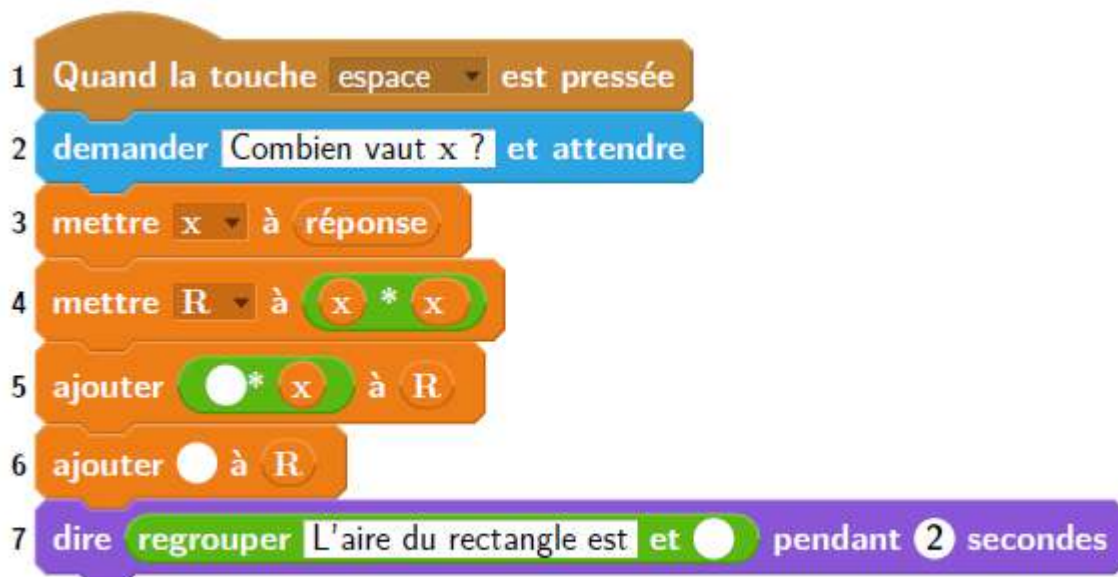 1 Quand la touche espace est pressée
2 demander Combien vaut x ? et attendre
3 mettre x à réponse
4 mettre R à x * x
5 ajouter * x à R
6 ajouter à R
7 dire regrouper L'aire du rectangle est et pendant 2 secondes